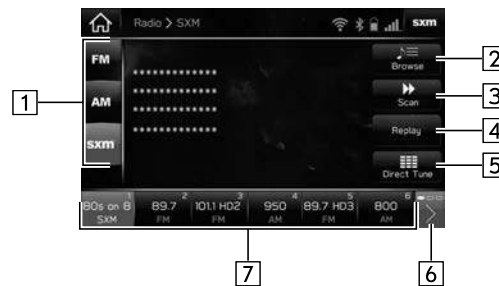 Radio > SXM
sxm
FM
AM
sxm
************
************
************
************
Browse
Scan
Replay
Direct Tune
1
2
3
4
5
1 2 3 4 5 6
80s on 8 89.7 101.1 HD2 950 89.7 HD3 800
SXM FM FM AM FM AM
7
6